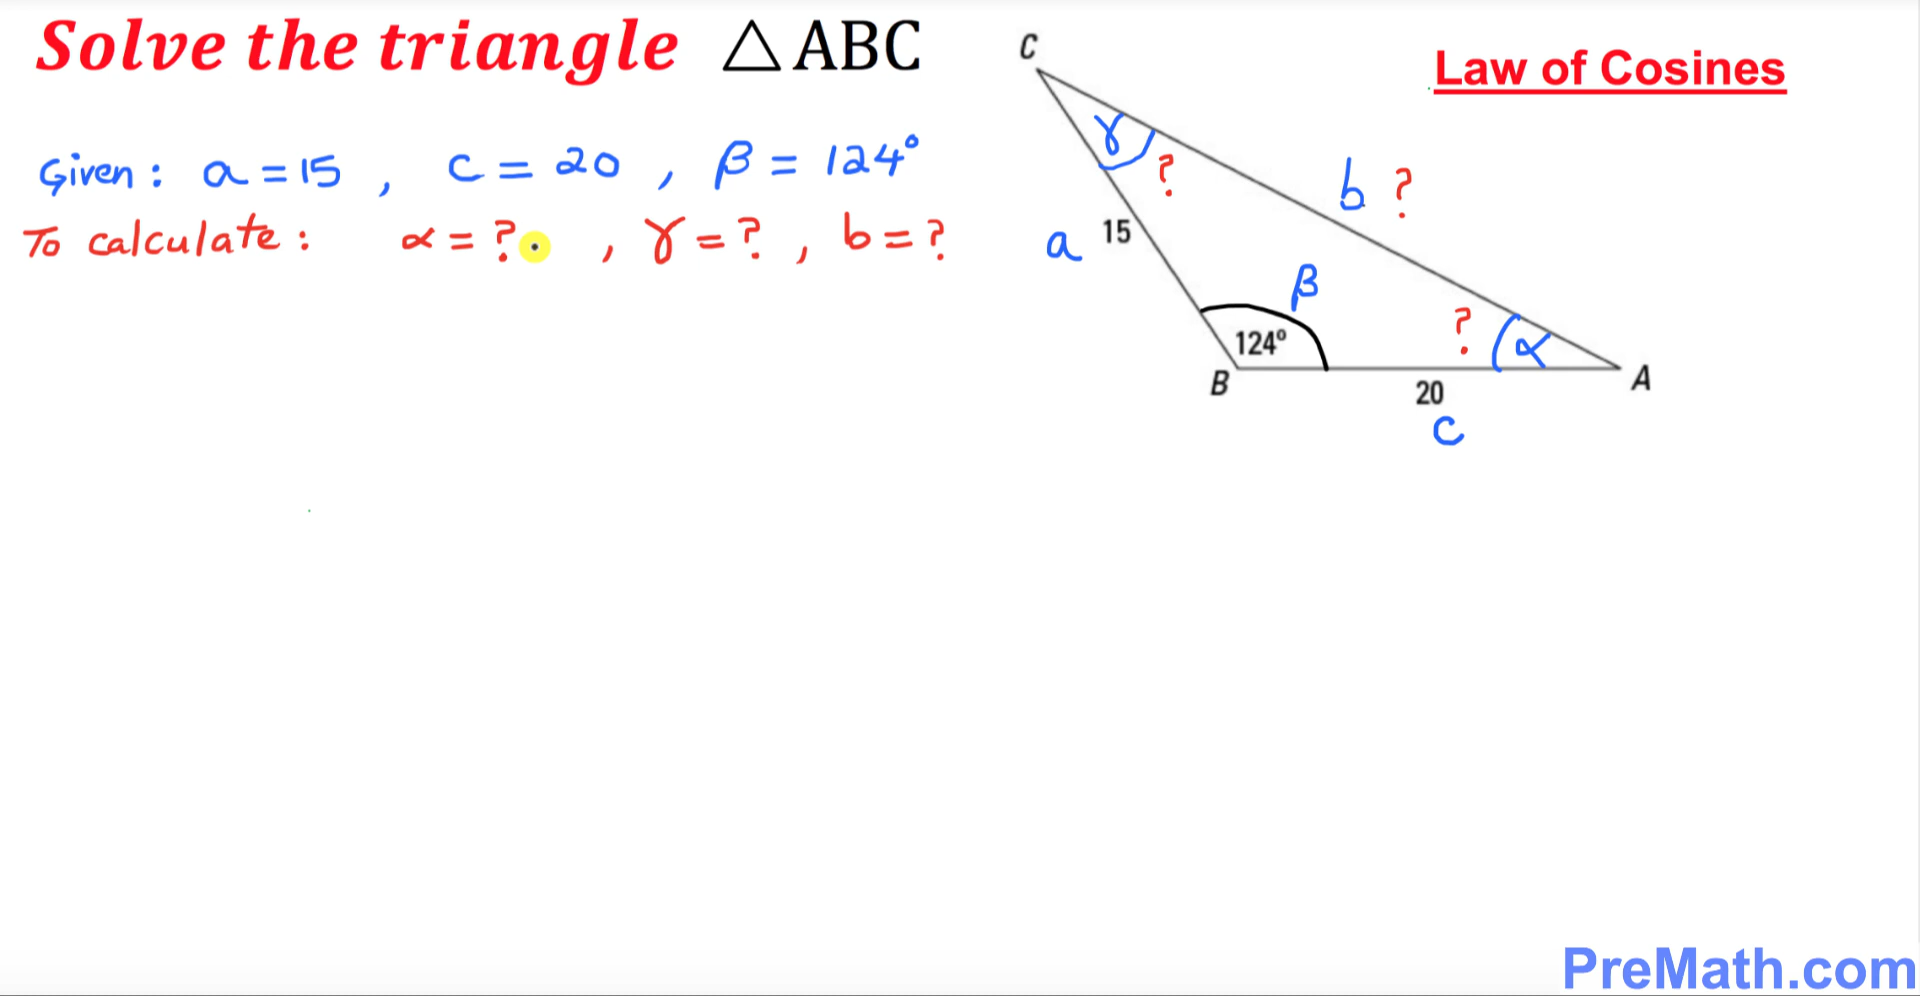 Solve the triangle △ABC
Law of Cosines
Given: a = 15 , c = 20 , β = 124°
To calculate: α = ? , γ = ? , b = ?
C
γ
?
b ?
a
15
β
124°
?
α
B
A
20
c
PreMath.com